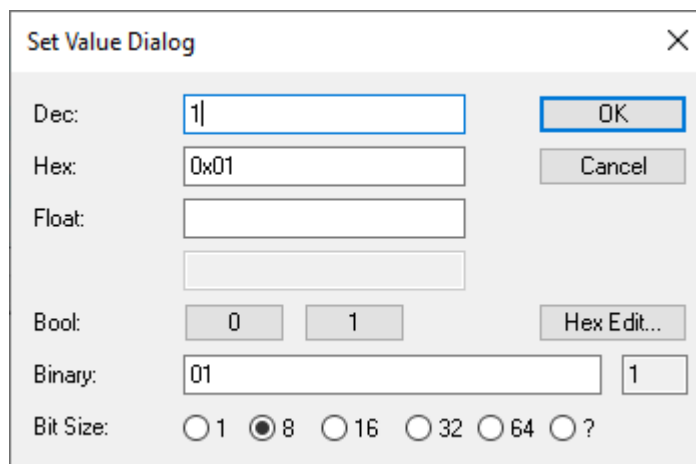 Set Value Dialog
Dec: 1 OK
Hex: 0x01 Cancel
Float:
Bool: 0 1 Hex Edit...
Binary: 01 1
Bit Size: 1 8 16 32 64 ?